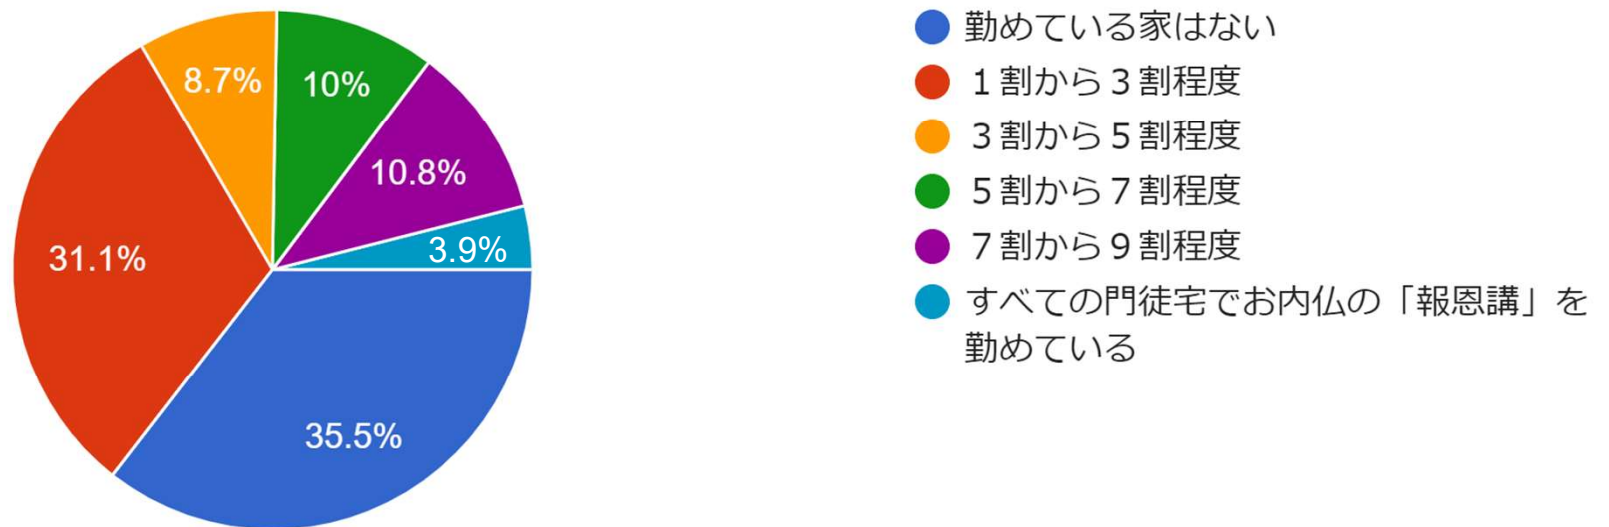 8.7%
10%
10.8%
3.9%
31.1%
35.5%
勤めている家はない
１割から３割程度
３割から５割程度
５割から７割程度
７割から９割程度
すべての門徒宅でお内仏の「報恩講」を
勤めている